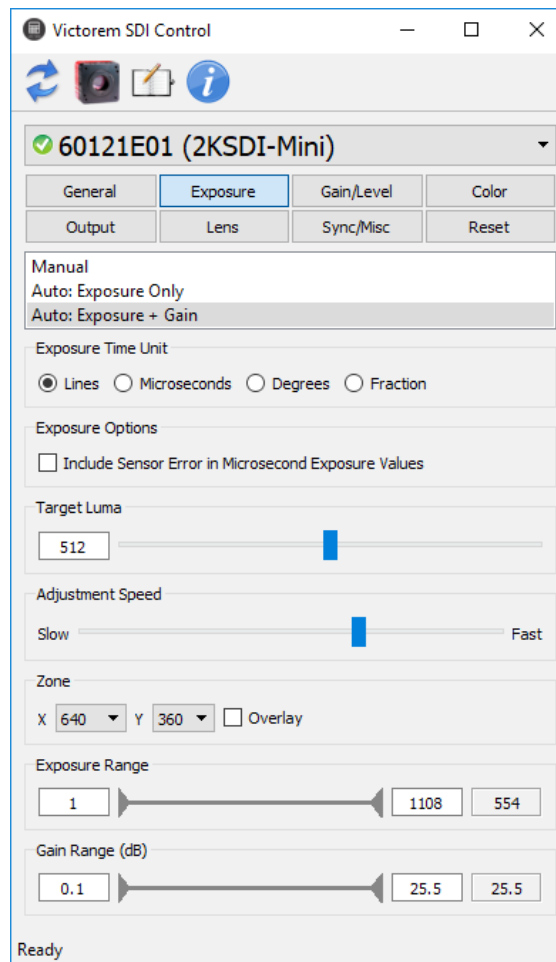 Victorem SDI Control
60121E01 (2KSDI-Mini)
General Exposure Gain/Level Color
Output Lens Sync/Misc Reset
Manual
Auto: Exposure Only
Auto: Exposure + Gain
Exposure Time Unit
Lines Microseconds Degrees Fraction
Exposure Options
Include Sensor Error in Microsecond Exposure Values
Target Luma
512
Adjustment Speed
Slow Fast
Zone
X 640 Y 360 Overlay
Exposure Range
1 1108 554
Gain Range (dB)
0.1 25.5 25.5
Ready